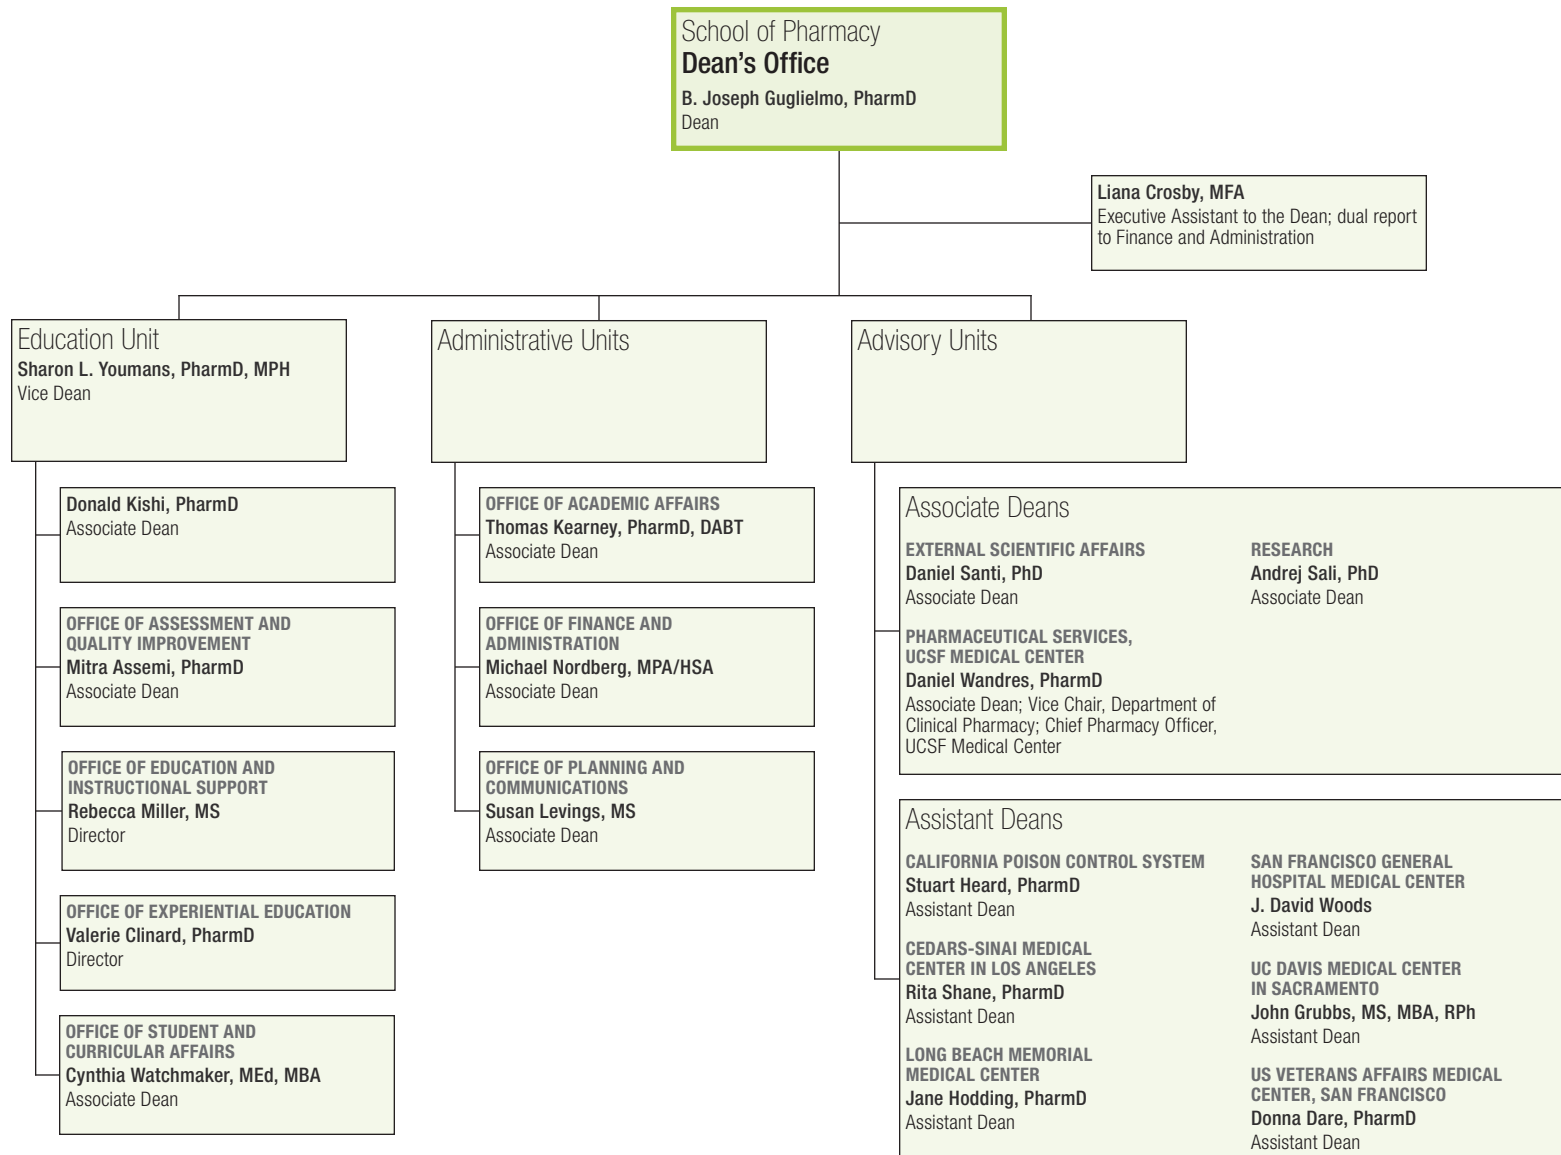 School of Pharmacy
Dean's Office
B. Joseph Guglielmo, PharmD
Dean
Liana Crosby, MFA
Executive Assistant to the Dean; dual report
to Finance and Administration
Education Unit
Sharon L. Youmans, PharmD, MPH
Vice Dean
Donald Kishi, PharmD
Associate Dean
OFFICE OF ASSESSMENT AND
QUALITY IMPROVEMENT
Mitra Assemi, PharmD
Associate Dean
OFFICE OF EDUCATION AND
INSTRUCTIONAL SUPPORT
Rebecca Miller, MS
Director
OFFICE OF EXPERIENTIAL EDUCATION
Valerie Clinard, PharmD
Director
OFFICE OF STUDENT AND
CURRICULAR AFFAIRS
Cynthia Watchmaker, MEd, MBA
Associate Dean
Administrative Units
OFFICE OF ACADEMIC AFFAIRS
Thomas Kearney, PharmD, DABT
Associate Dean
OFFICE OF FINANCE AND
ADMINISTRATION
Michael Nordberg, MPA/HSA
Associate Dean
OFFICE OF PLANNING AND
COMMUNICATIONS
Susan Levings, MS
Associate Dean
Advisory Units
Associate Deans
EXTERNAL SCIENTIFIC AFFAIRS
Daniel Santi, PhD
Associate Dean
PHARMACEUTICAL SERVICES,
UCSF MEDICAL CENTER
Daniel Wandres, PharmD
Associate Dean; Vice Chair, Department of
Clinical Pharmacy; Chief Pharmacy Officer,
UCSF Medical Center
RESEARCH
Andrej Sali, PhD
Associate Dean
Assistant Deans
CALIFORNIA POISON CONTROL SYSTEM
Stuart Heard, PharmD
Assistant Dean
CEDARS-SINAI MEDICAL
CENTER IN LOS ANGELES
Rita Shane, PharmD
Assistant Dean
LONG BEACH MEMORIAL
MEDICAL CENTER
Jane Hodding, PharmD
Assistant Dean
SAN FRANCISCO GENERAL
HOSPITAL MEDICAL CENTER
J. David Woods
Assistant Dean
UC DAVIS MEDICAL CENTER
IN SACRAMENTO
John Grubbs, MS, MBA, RPh
Assistant Dean
US VETERANS AFFAIRS MEDICAL
CENTER, SAN FRANCISCO
Donna Dare, PharmD
Assistant Dean